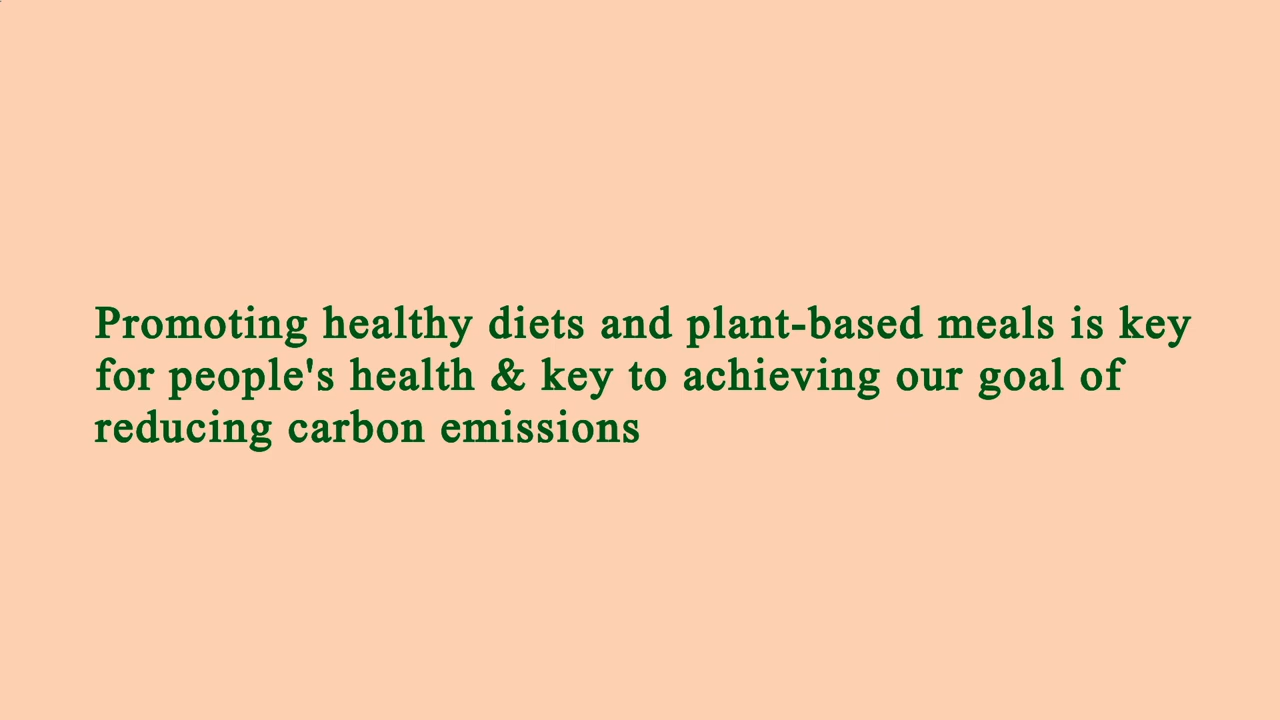 Promoting healthy diets and plant-based meals is key
for people's health & key to achieving our goal of
reducing carbon emissions